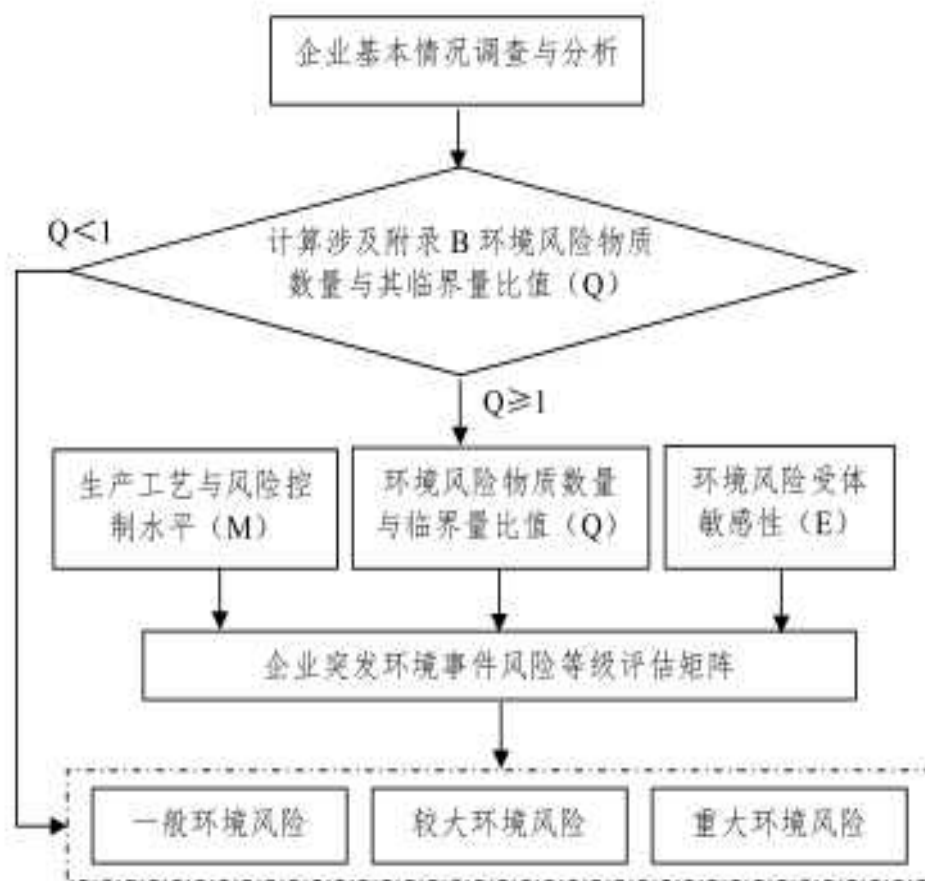 企业基本情况调查与分析
Q＜1
计算涉及附录 B 环境风险物质
数量与其临界量比值（Q）
Q≥1
生产工艺与风险控
制水平（M）
环境风险物质数量
与临界量比值（Q）
环境风险受体
敏感性（E）
企业突发环境事件风险等级评估矩阵
一般环境风险
较大环境风险
重大环境风险